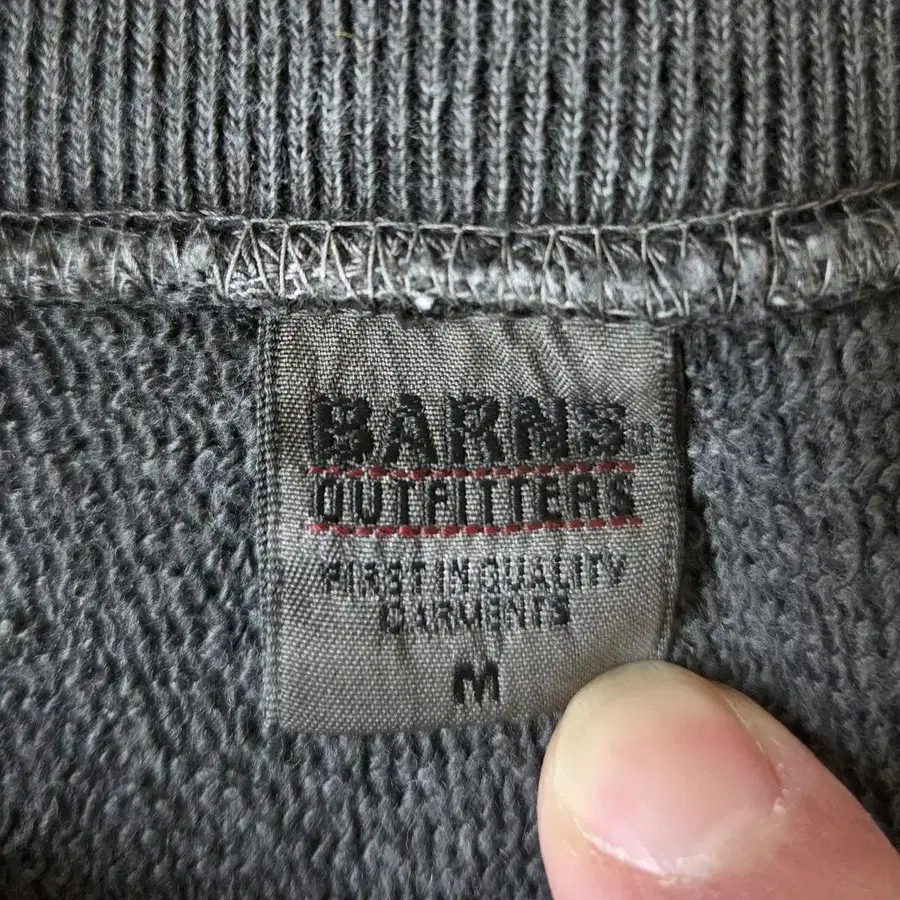 BARNS
OUTFITTERS
FIRST IN QUALITY
GARMENTS
M